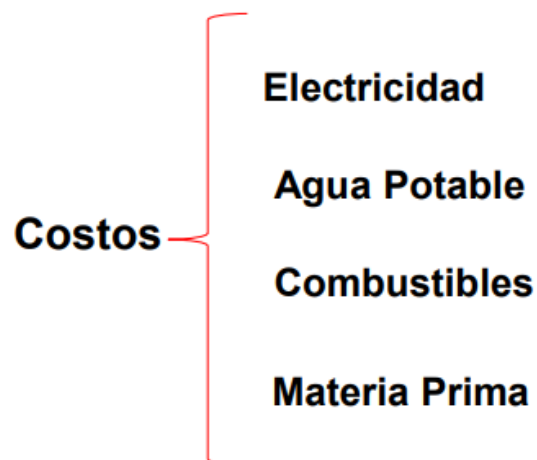 Electricidad
Agua Potable
Costos
Combustibles
Materia Prima